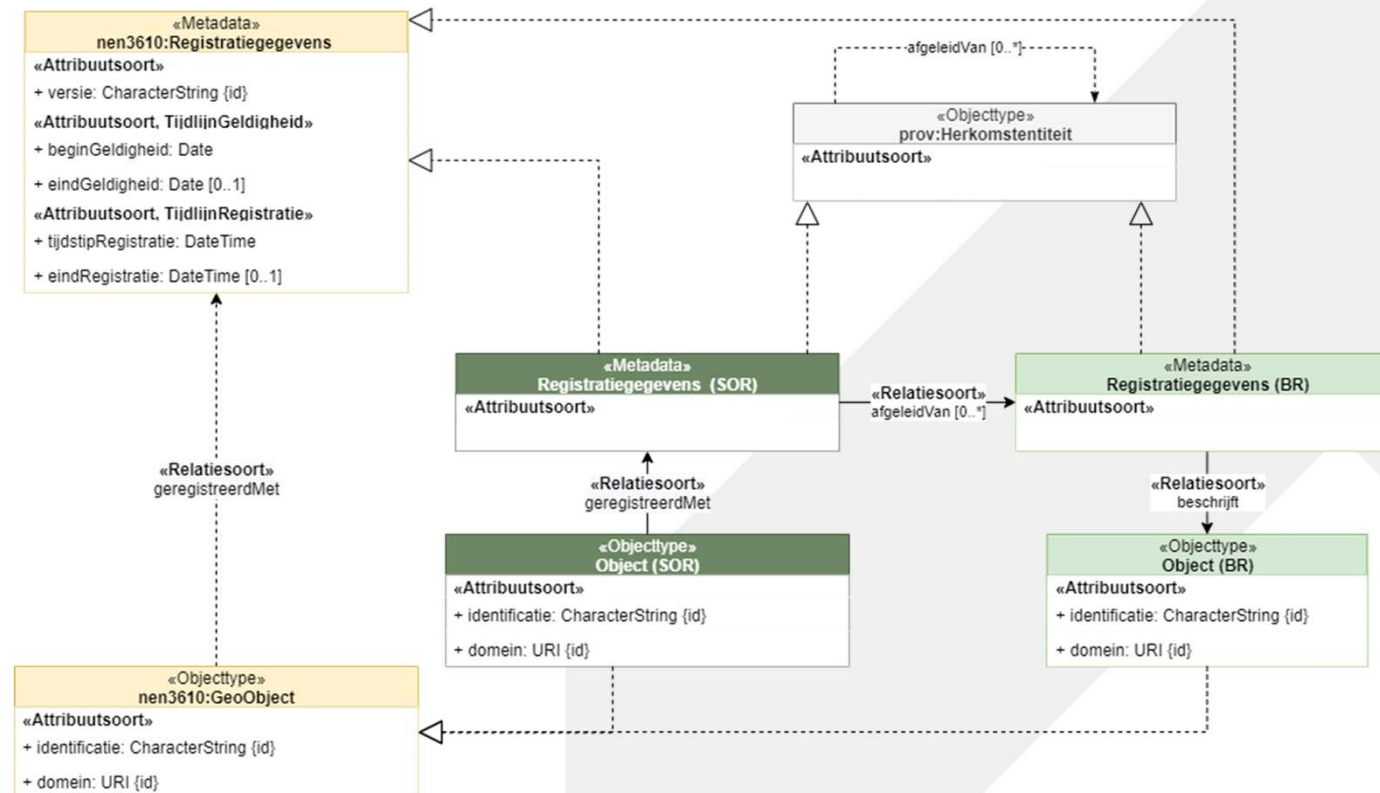 «Metadata»
nen3610:Registratiegegevens
«Attribuutsoort»
+ versie: CharacterString {id}
«Attribuutsoort, TijdlijnGeldigheid»
+ beginGeldigheid: Date
+ eindGeldigheid: Date [0..1]
«Attribuutsoort, TijdlijnRegistratie»
+ tijdstipRegistratie: DateTime
+ eindRegistratie: DateTime [0..1]
afgeleidVan [0..*]
«Objecttype»
prov:Herkomstentiteit
«Attribuutsoort»
«Metadata»
Registratiegegevens (SOR)
«Attribuutsoort»
«Relatiesoort»
afgeleidVan [0..*]
«Metadata»
Registratiegegevens (BR)
«Attribuutsoort»
«Relatiesoort»
geregistreerdMet
«Relatiesoort»
geregistreerdMet
«Relatiesoort»
beschrijft
«Objecttype»
Object (SOR)
«Attribuutsoort»
+ identificatie: CharacterString {id}
+ domein: URI {id}
«Objecttype»
Object (BR)
«Attribuutsoort»
+ identificatie: CharacterString {id}
+ domein: URI {id}
«Objecttype»
nen3610:GeoObject
«Attribuutsoort»
+ identificatie: CharacterString {id}
+ domein: URI {id}